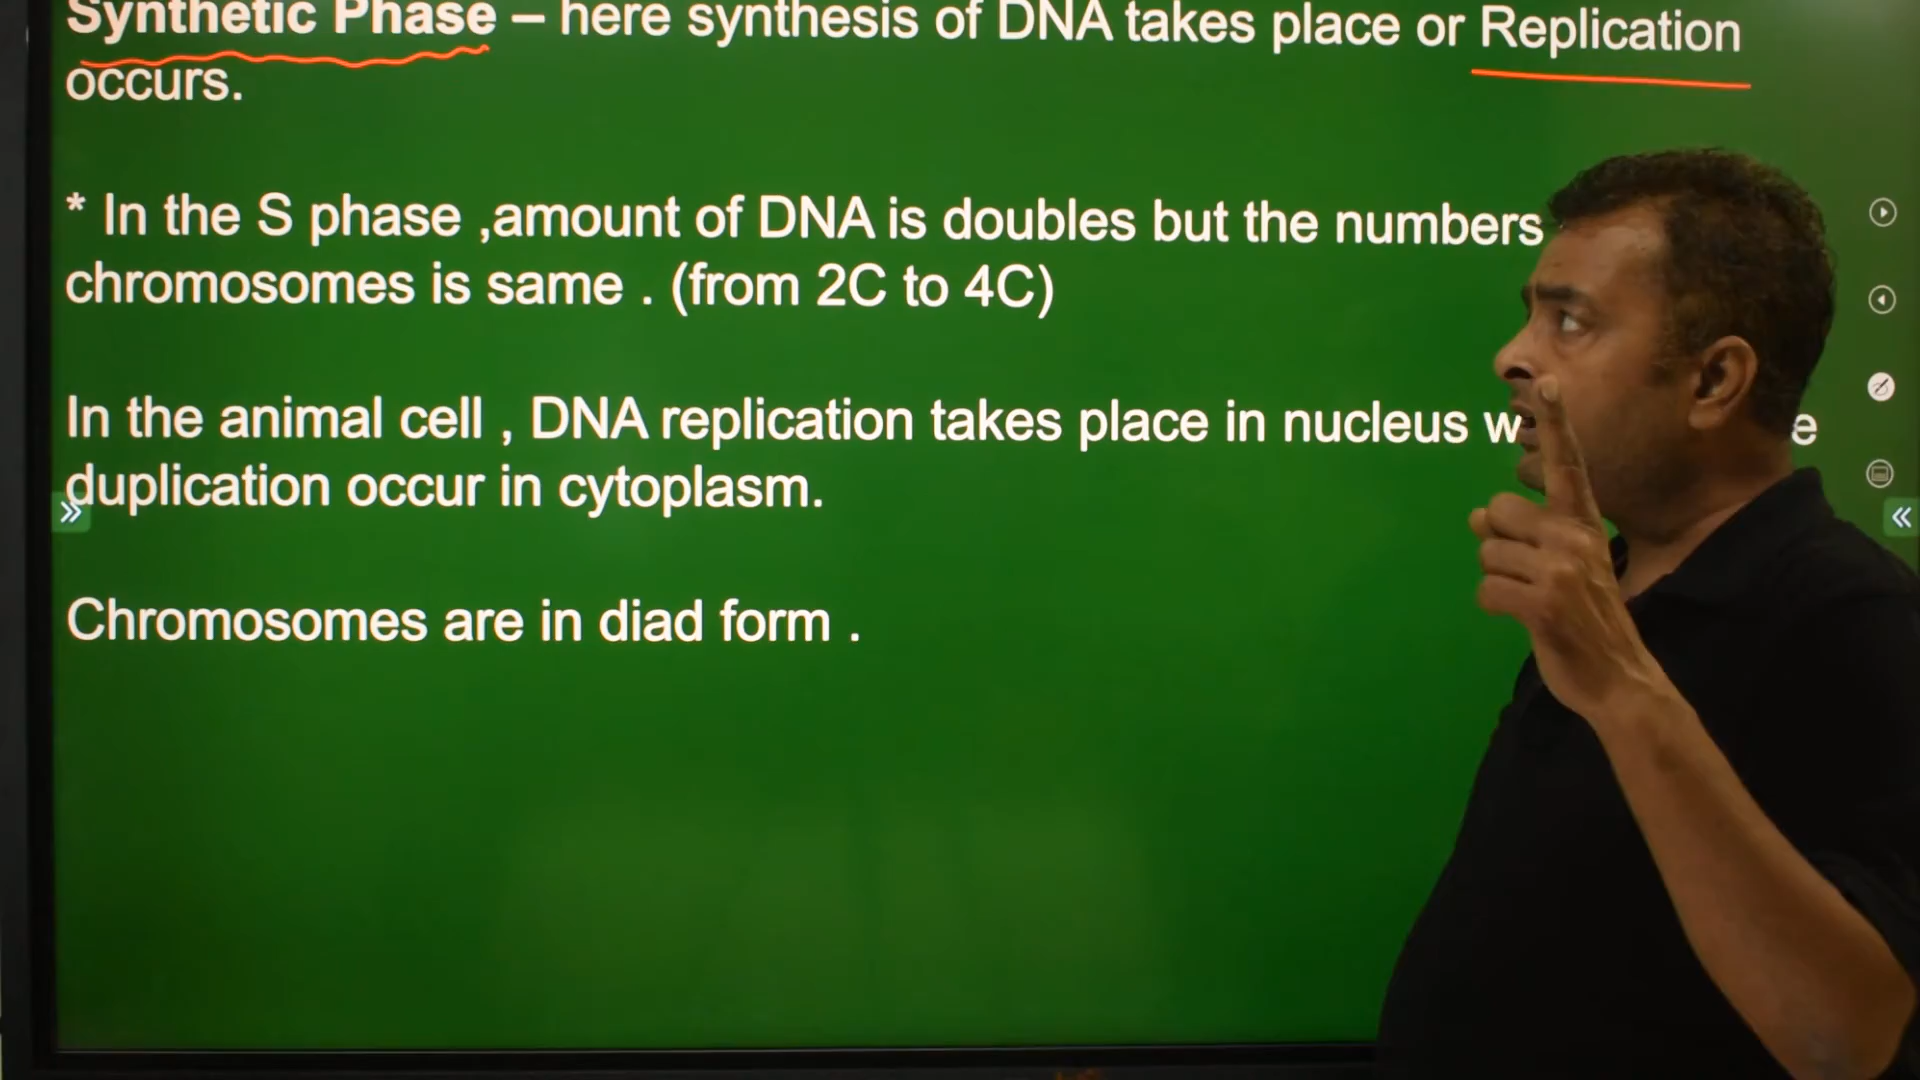 Synthetic Phase – here synthesis of DNA takes place or Replication
occurs.
* In the S phase ,amount of DNA is doubles but the numbers
chromosomes is same . (from 2C to 4C)
In the animal cell , DNA replication takes place in nucleus
duplication occur in cytoplasm.
Chromosomes are in diad form .